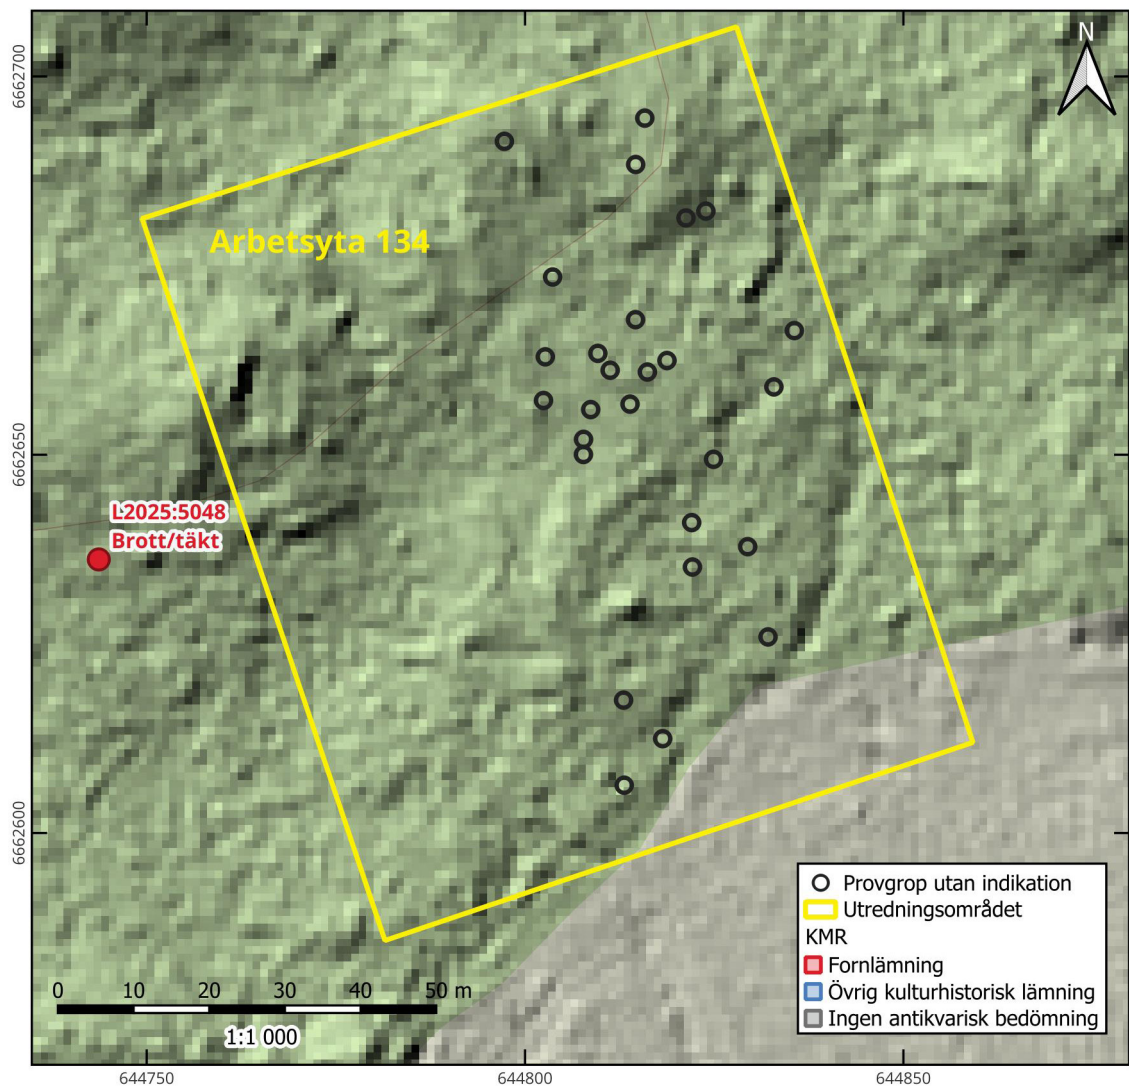 N
6662700
Arbetsyta 134
6662650
L2025:5048
Brott/täkt
6662600
Provgrop utan indikation
Utredningsområdet
KMR
Fornlämning
Övrig kulturhistorisk lämning
Ingen antikvarisk bedömning
0 10 20 30 40 50 m
1:1 000
644750 644800 644850